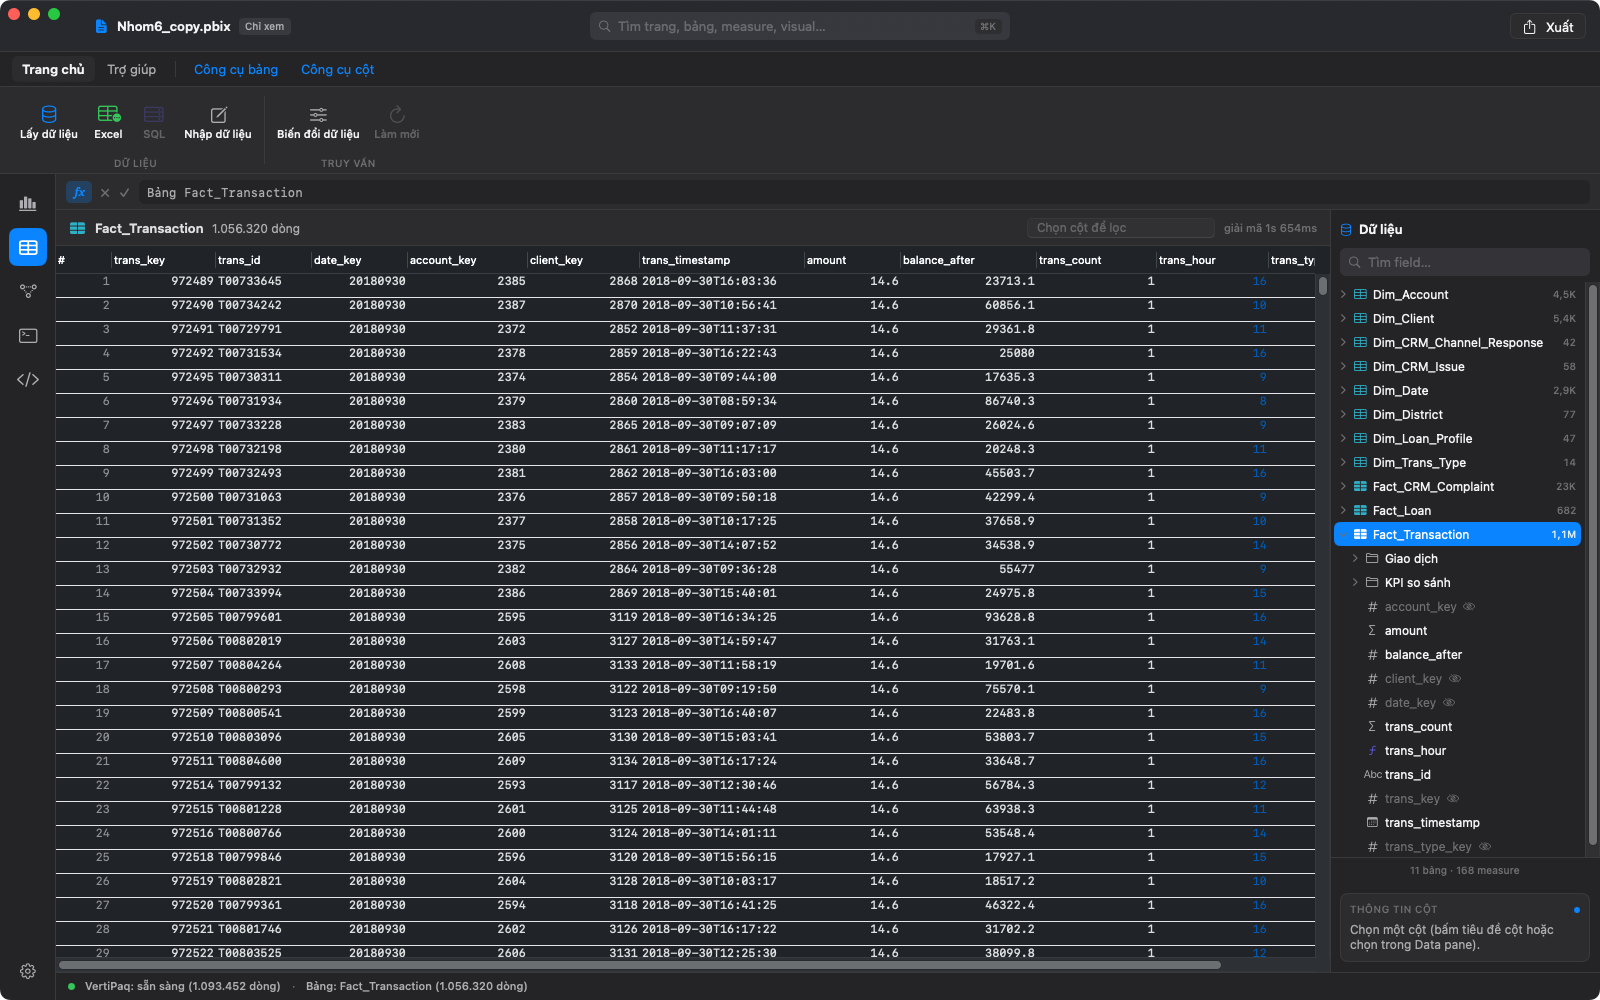 Nhom6_copy.pbix Chỉ xem
Tìm trang, bảng, measure, visual... ⌘K
Xuất
Trang chủ Trợ giúp Công cụ bảng Công cụ cột
Lấy dữ liệu Excel SQL Nhập dữ liệu Biến đổi dữ liệu Làm mới
DỮ LIỆU TRUY VẤN
fx Bảng Fact_Transaction
Fact_Transaction 1.056.320 dòng Chọn cột để lọc giải mã 1s 654ms
# trans_key trans_id date_key account_key client_key trans_timestamp amount balance_after trans_count trans_hour trans_ty
1 972489 T00733645 20180930 2385 2868 2018-09-30T16:03:36 14.6 23713.1 1 16
2 972490 T00734242 20180930 2387 2870 2018-09-30T10:56:41 14.6 60856.1 1 10
3 972491 T00729791 20180930 2372 2852 2018-09-30T11:37:31 14.6 29361.8 1 11
4 972492 T00731534 20180930 2378 2859 2018-09-30T16:22:43 14.6 25080 1 16
5 972495 T00730311 20180930 2374 2854 2018-09-30T09:44:00 14.6 17635.3 1 9
6 972496 T00731934 20180930 2379 2860 2018-09-30T08:59:34 14.6 86740.3 1 8
7 972497 T00733228 20180930 2383 2865 2018-09-30T09:07:09 14.6 26024.6 1 9
8 972498 T00732198 20180930 2380 2861 2018-09-30T11:17:17 14.6 20248.3 1 11
9 972499 T00732493 20180930 2381 2862 2018-09-30T16:03:00 14.6 45503.7 1 16
10 972500 T00731063 20180930 2376 2857 2018-09-30T09:50:18 14.6 42299.4 1 9
11 972501 T00731352 20180930 2377 2858 2018-09-30T10:17:25 14.6 37658.9 1 10
12 972502 T00730772 20180930 2375 2856 2018-09-30T14:07:52 14.6 34538.9 1 14
13 972503 T00732932 20180930 2382 2864 2018-09-30T09:36:28 14.6 55477 1 9
14 972504 T00733994 20180930 2386 2869 2018-09-30T15:40:01 14.6 24975.8 1 15
15 972505 T00799601 20180930 2595 3119 2018-09-30T16:34:25 14.6 93628.8 1 16
16 972506 T00802019 20180930 2603 3127 2018-09-30T14:59:47 14.6 31763.1 1 14
17 972507 T00804264 20180930 2608 3133 2018-09-30T11:58:19 14.6 19701.6 1 11
18 972508 T00800293 20180930 2598 3122 2018-09-30T09:19:50 14.6 75570.1 1 9
19 972509 T00800541 20180930 2599 3123 2018-09-30T16:40:07 14.6 22483.8 1 16
20 972510 T00803096 20180930 2605 3130 2018-09-30T15:03:41 14.6 53803.7 1 15
21 972511 T00804600 20180930 2609 3134 2018-09-30T16:17:24 14.6 33648.7 1 16
22 972514 T00799132 20180930 2593 3117 2018-09-30T12:30:46 14.6 56784.3 1 12
23 972515 T00801228 20180930 2601 3125 2018-09-30T11:44:48 14.6 63938.3 1 11
24 972516 T00800766 20180930 2600 3124 2018-09-30T14:01:11 14.6 53548.4 1 14
25 972518 T00799846 20180930 2596 3120 2018-09-30T15:56:15 14.6 17927.1 1 15
26 972519 T00802821 20180930 2604 3128 2018-09-30T10:03:17 14.6 18517.2 1 10
27 972520 T00799361 20180930 2594 3118 2018-09-30T16:41:25 14.6 46322.4 1 16
28 972521 T00801746 20180930 2602 3126 2018-09-30T16:17:22 14.6 31702.2 1 16
29 972522 T00803525 20180930 2606 3131 2018-09-30T12:25:30 14.6 38099.8 1 12
Dữ liệu
Tìm field...
Dim_Account 4,5K
Dim_Client 5,4K
Dim_CRM_Channel_Response 42
Dim_CRM_Issue 58
Dim_Date 2,9K
Dim_District 77
Dim_Loan_Profile 47
Dim_Trans_Type 14
Fact_CRM_Complaint 23K
Fact_Loan 682
Fact_Transaction 1,1M
Giao dịch
KPI so sánh
# account_key
Σ amount
# balance_after
# client_key
# date_key
Σ trans_count
f trans_hour
Abc trans_id
# trans_key
trans_timestamp
# trans_type_key
11 bảng · 168 measure
THÔNG TIN CỘT
Chọn một cột (bấm tiêu đề cột hoặc
chọn trong Data pane).
VertiPaq: sẵn sàng (1.093.452 dòng) · Bảng: Fact_Transaction (1.056.320 dòng)